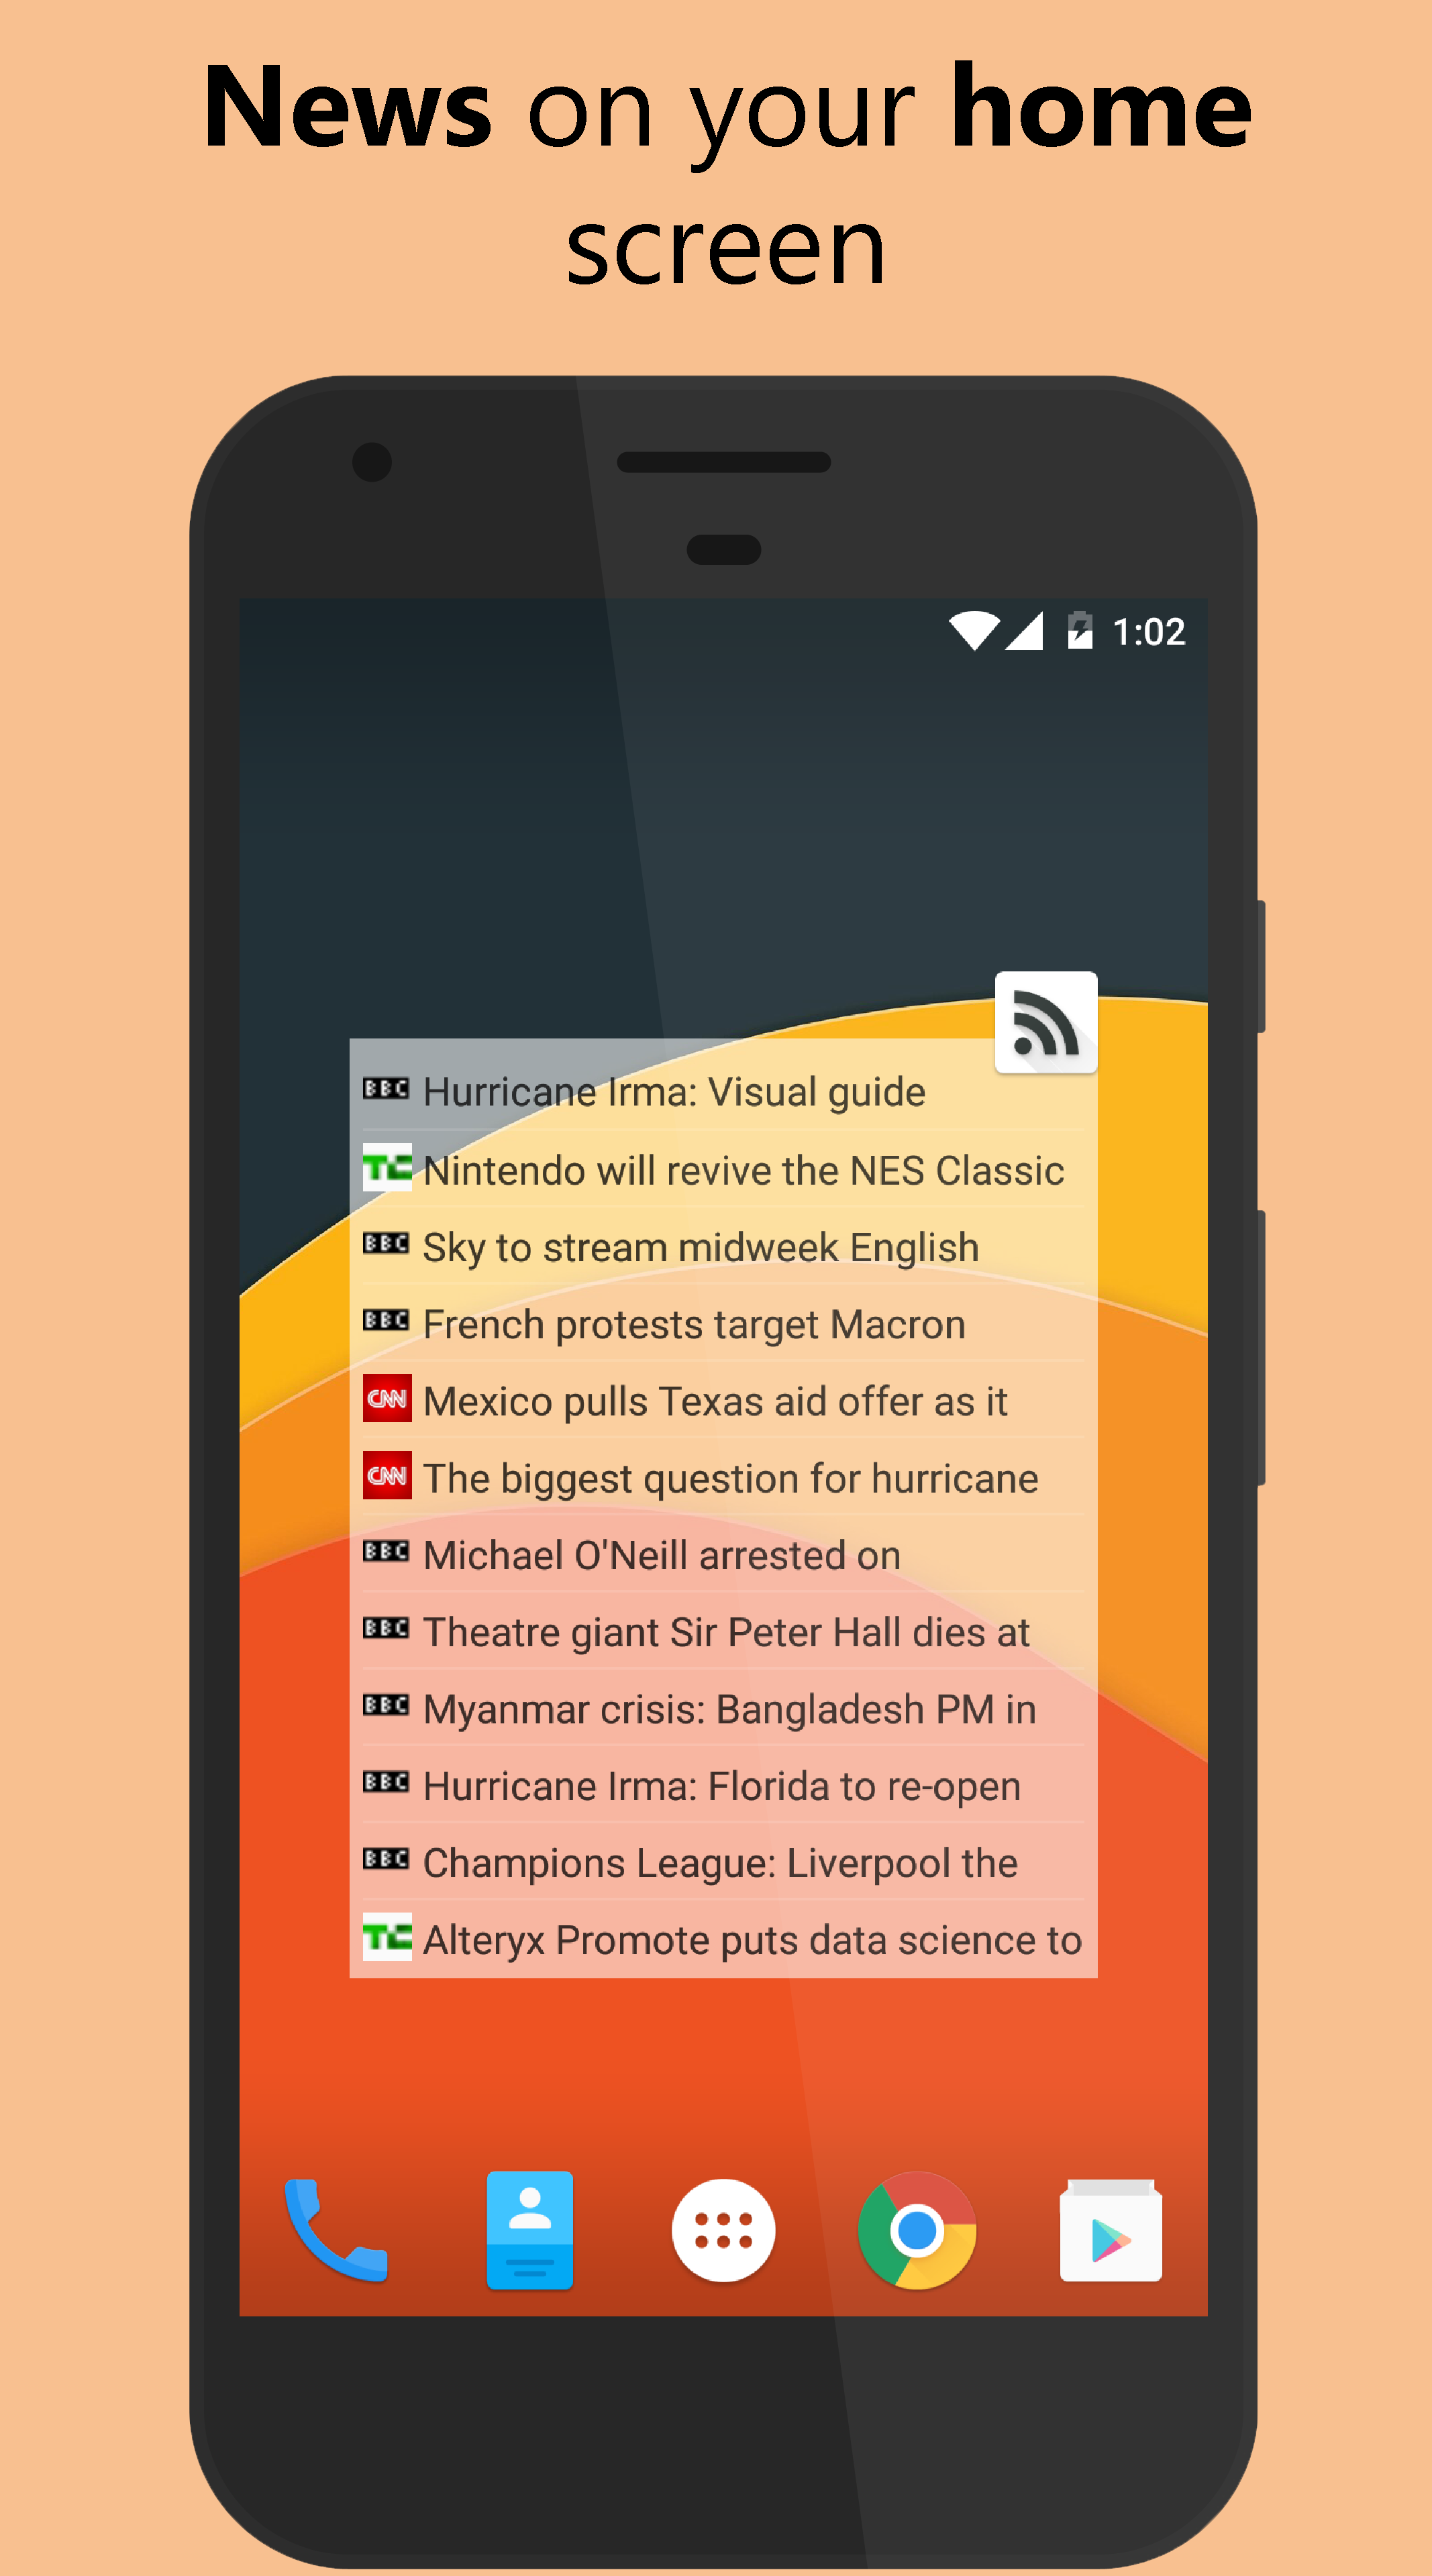 News on your home
screen
1:02
BBC Hurricane Irma: Visual guide
TC Nintendo will revive the NES Classic
BBC Sky to stream midweek English
BBC French protests target Macron
CNN Mexico pulls Texas aid offer as it
CNN The biggest question for hurricane
BBC Michael O'Neill arrested on
BBC Theatre giant Sir Peter Hall dies at
BBC Myanmar crisis: Bangladesh PM in
BBC Hurricane Irma: Florida to re-open
BBC Champions League: Liverpool the
TC Alteryx Promote puts data science to